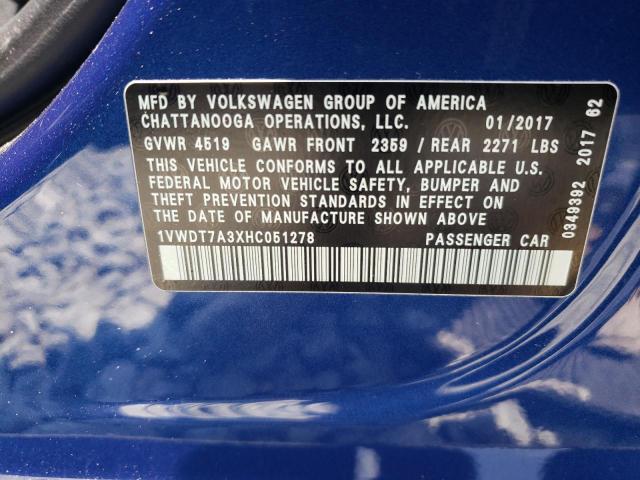 MFD BY VOLKSWAGEN GROUP OF AMERICA
CHATTANOOGA OPERATIONS, LLC. 01/2017
GVWR 4519 GAWR FRONT 2359 / REAR 2271 LBS
THIS VEHICLE CONFORMS TO ALL APPLICABLE U.S.
FEDERAL MOTOR VEHICLE SAFETY, BUMPER AND
THEFT PREVENTION STANDARDS IN EFFECT ON
THE DATE OF MANUFACTURE SHOWN ABOVE
1VWDT7A3XHC051278 PASSENGER CAR
0349392 2017 62